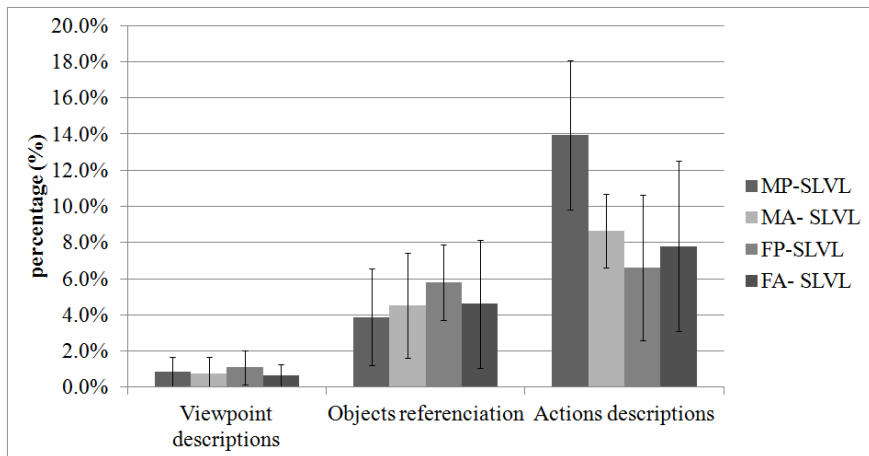 20.0%
18.0%
16.0%
14.0%
12.0%
10.0%
8.0%
6.0%
4.0%
2.0%
0.0%
percentage (%)
Viewpoint descriptions
Objects referenciation
Actions descriptions
MP-SLVL
MA- SLVL
FP-SLVL
FA- SLVL